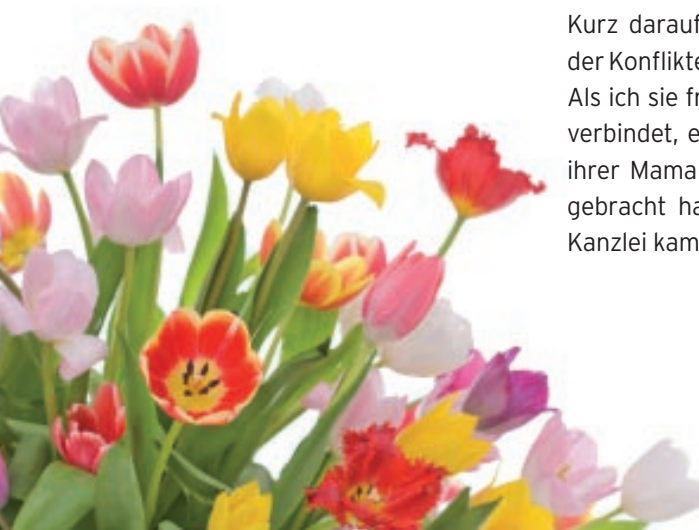 Kurz darauf
der Konflikte
Als ich sie fr
verbindet, e
ihrer Mama
gebracht ha
Kanzlei kam